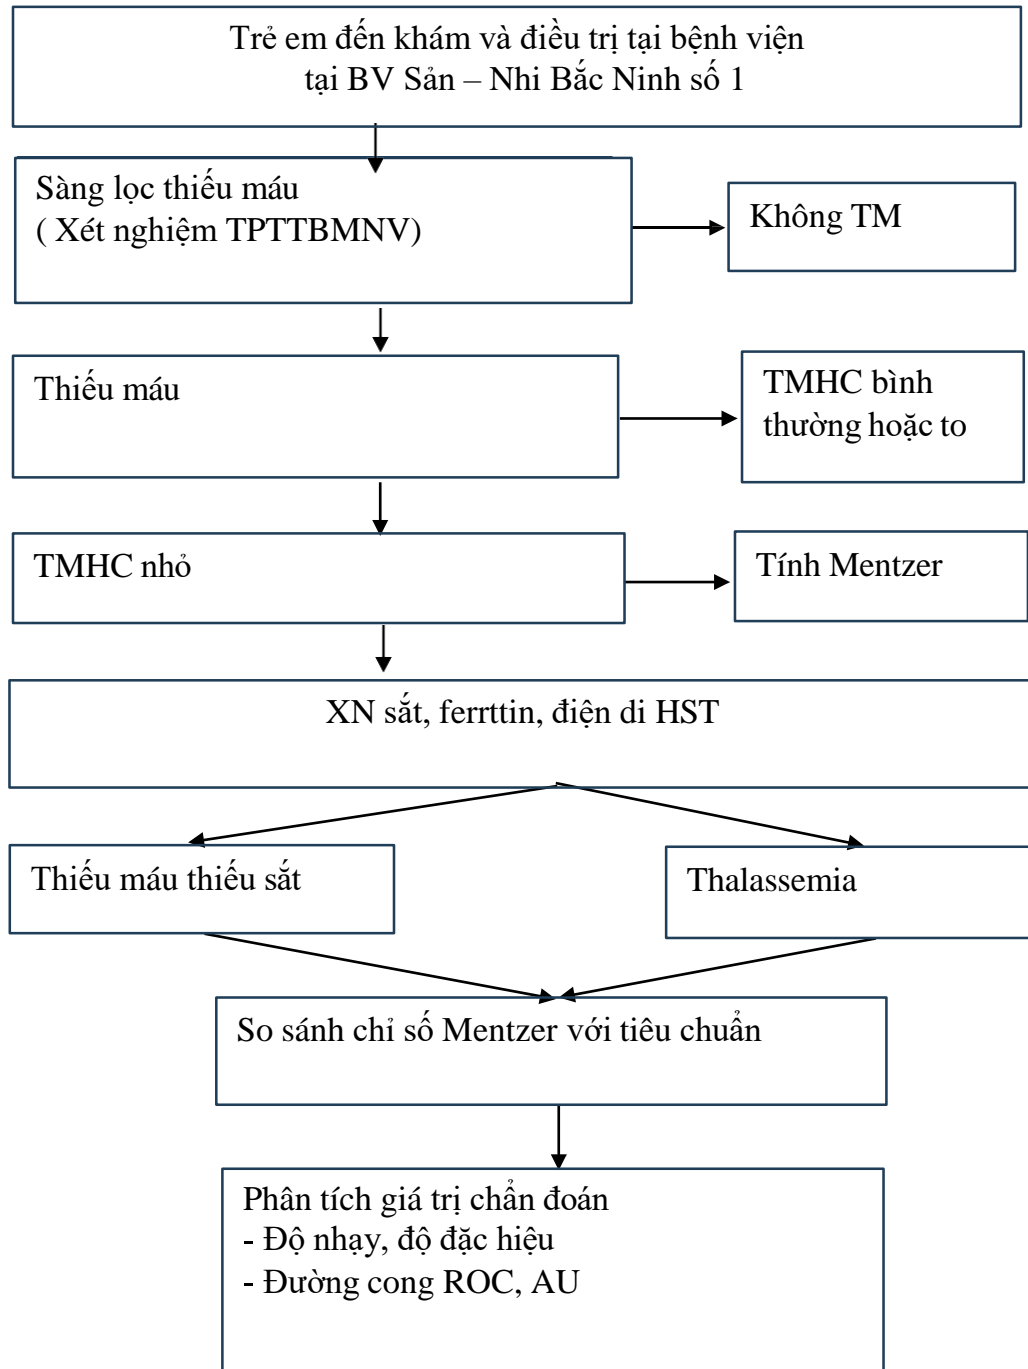 Trẻ em đến khám và điều trị tại bệnh viện
tại BV Sản – Nhi Bắc Ninh số 1
Sàng lọc thiếu máu
( Xét nghiệm TPTTBMNV)
Không TM
Thiếu máu
TMHC bình
thường hoặc to
TMHC nhỏ
Tính Mentzer
XN sắt, ferrttin, điện di HST
Thiếu máu thiếu sắt
Thalassemia
So sánh chỉ số Mentzer với tiêu chuẩn
Phân tích giá trị chẩn đoán
- Độ nhạy, độ đặc hiệu
- Đường cong ROC, AU